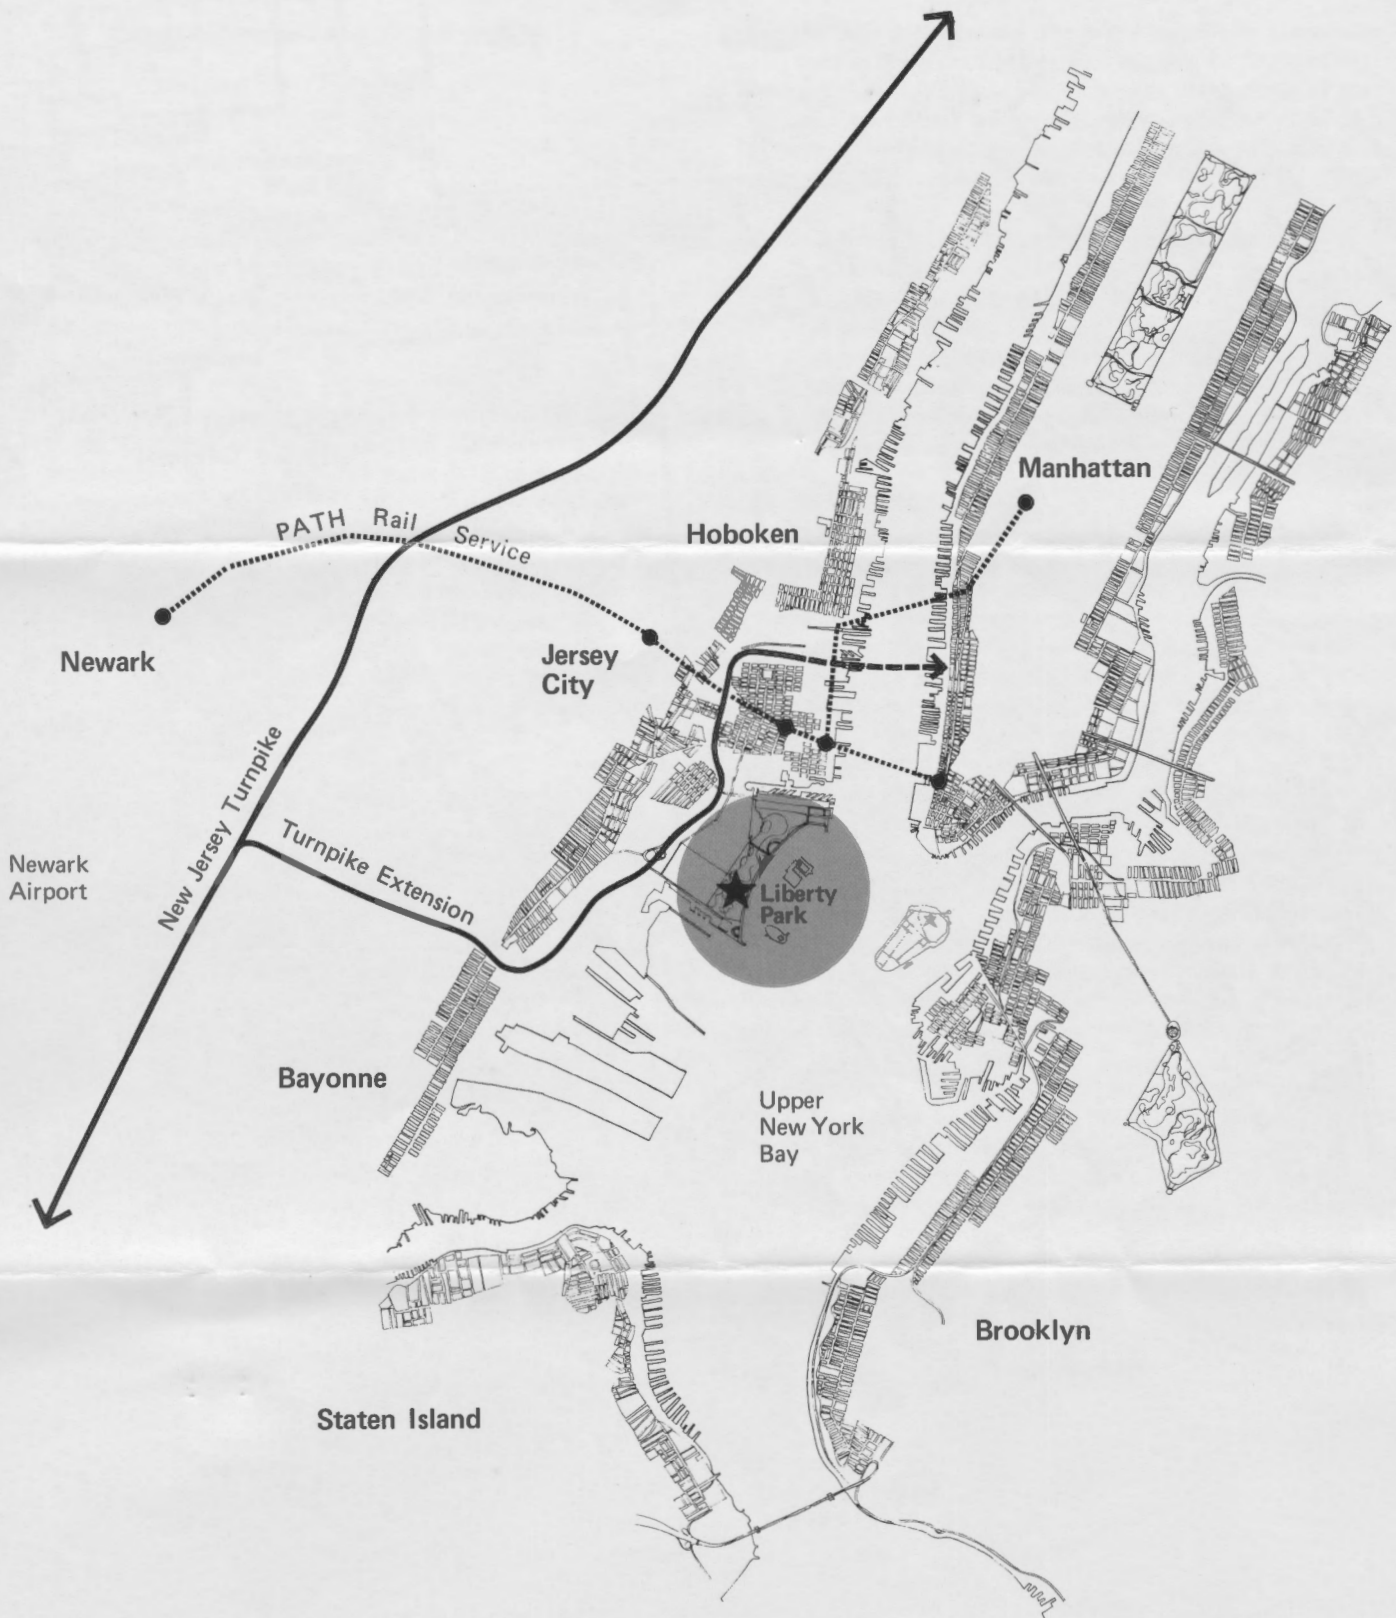 Manhattan
Hoboken
PATH Rail Service
Newark
Jersey
City
New Jersey Turnpike
Turnpike Extension
Newark
Airport
Liberty
Park
Bayonne
Upper
New York
Bay
Brooklyn
Staten Island